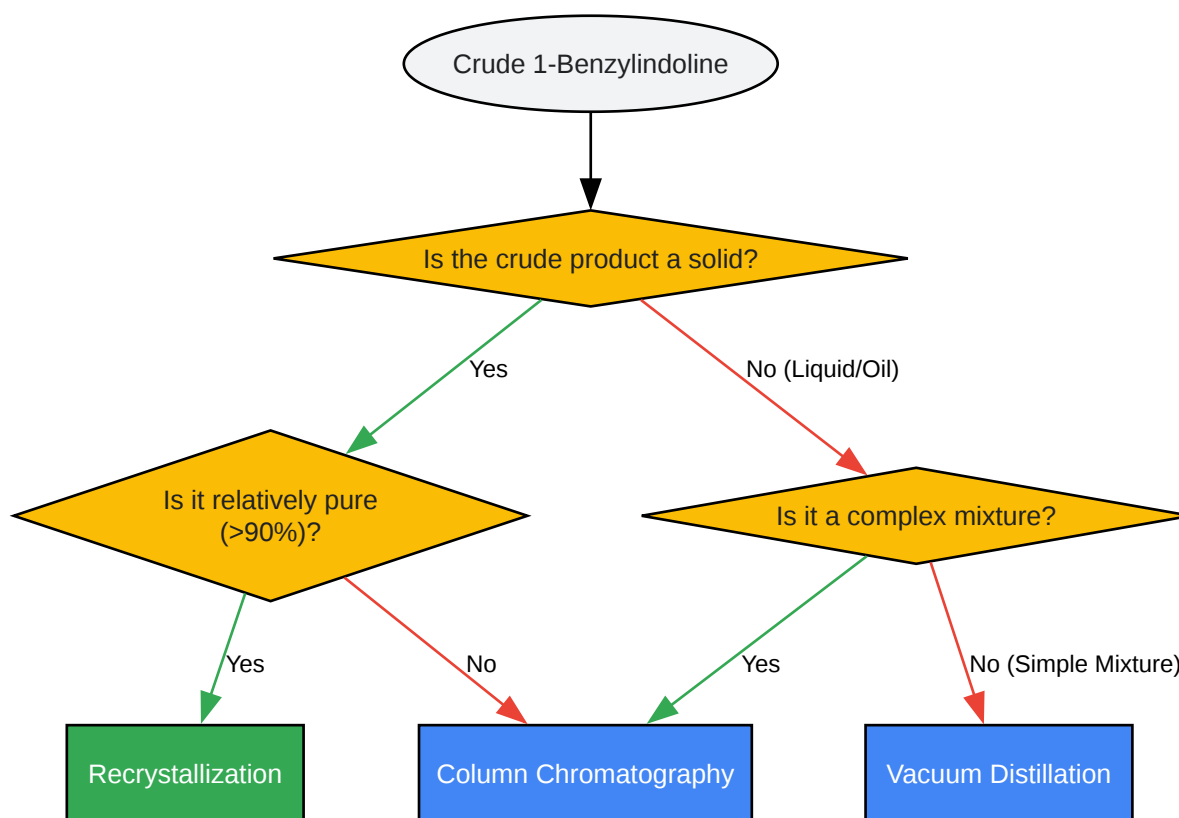 Crude 1-Benzylindoline
Is the crude product a solid?
Yes
No (Liquid/Oil)
Is it relatively pure
(>90%)?
Is it a complex mixture?
Yes
No
Yes
No (Simple Mixture)
Recrystallization
Column Chromatography
Vacuum Distillation